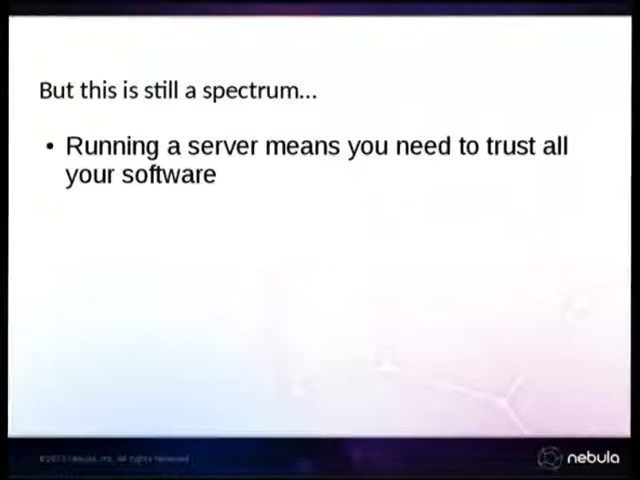 But this is still a spectrum...
• Running a server means you need to trust all
your software
nebula